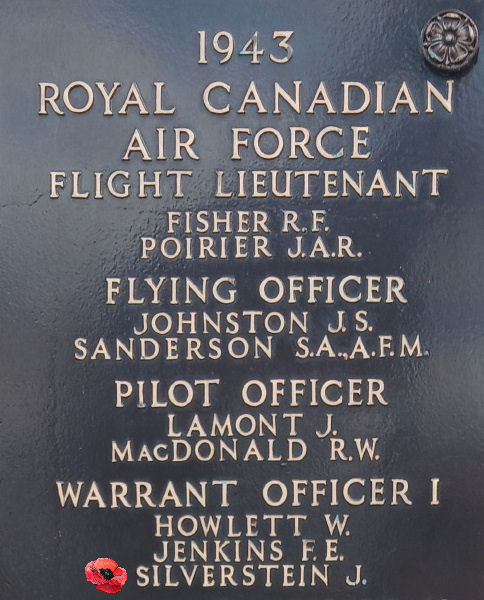 1943
ROYAL CANADIAN
AIR FORCE
FLIGHT LIEUTENANT
FISHER R.F.
POIRIER J.A.R.
FLYING OFFICER
JOHNSTON J.S.
SANDERSON S.A., A.F.M.
PILOT OFFICER
LAMONT J.
MacDONALD R.W.
WARRANT OFFICER I
HOWLETT W.
JENKINS F.E.
SILVERSTEIN J.